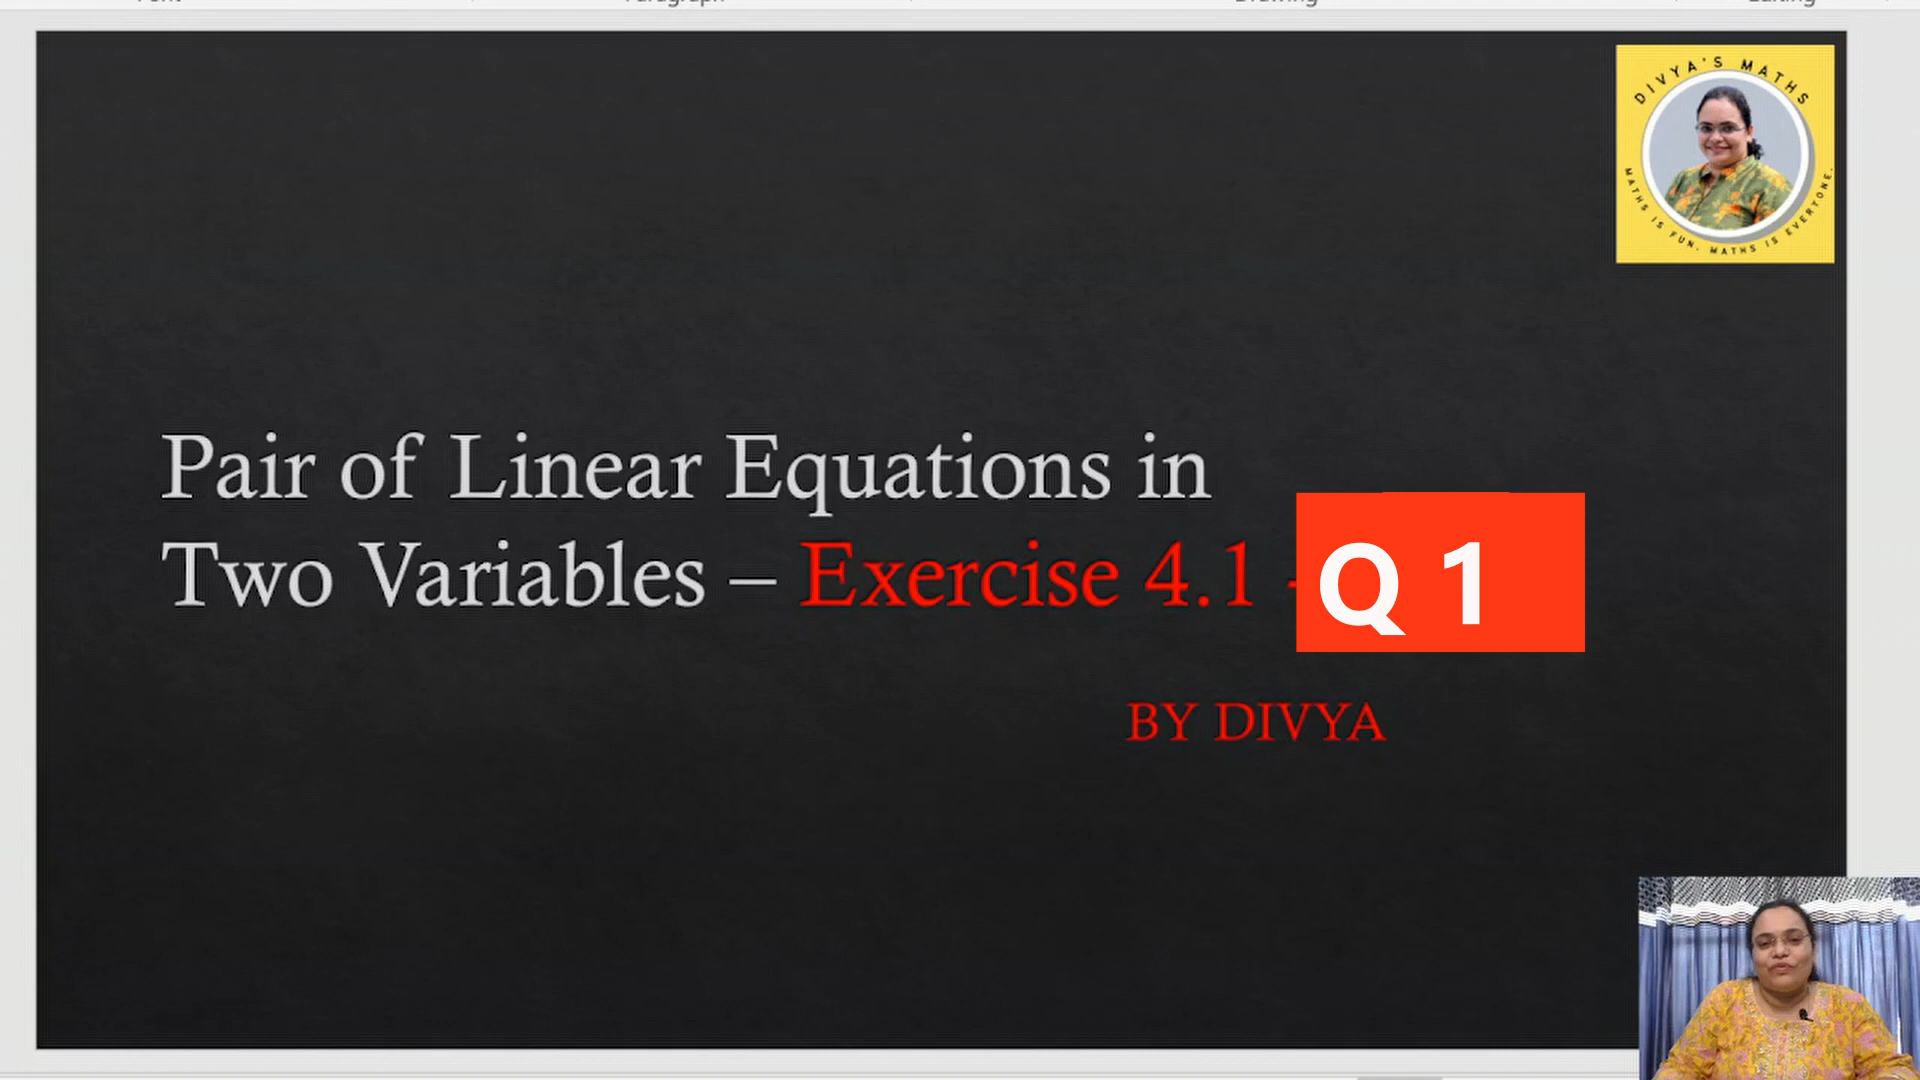 DIVYA'S MATHS
MATHS IS FUN. MATHS IS EVERYONE.
Pair of Linear Equations in
Two Variables – Exercise 4.1 - Q 1
BY DIVYA